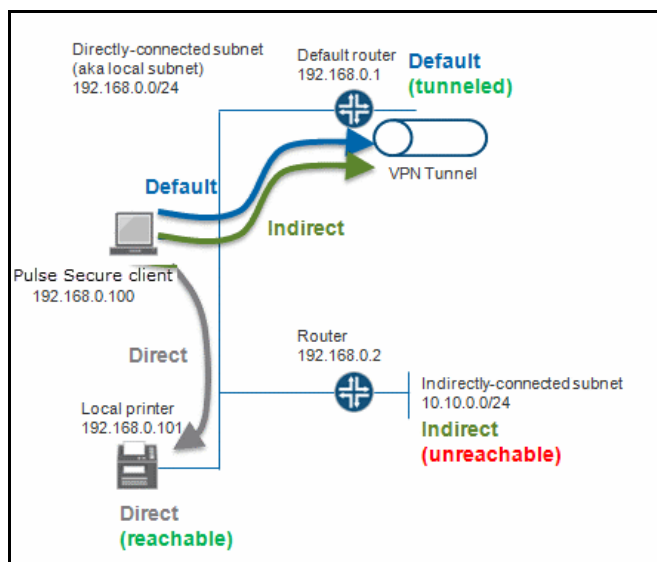 Directly-connected subnet
(aka local subnet)
192.168.0.0/24
Default router
192.168.0.1
Default
(tunneled)
VPN Tunnel
Default
Indirect
Pulse Secure client
192.168.0.100
Direct
Router
192.168.0.2
Indirectly-connected subnet
10.10.0.0/24
Indirect
(unreachable)
Local printer
192.168.0.101
Direct
(reachable)